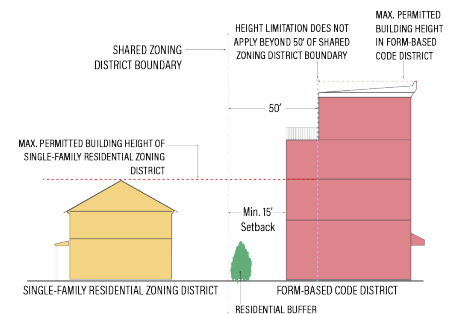 MAX. PERMITTED
BUILDING HEIGHT
IN FORM-BASED
CODE DISTRICT
HEIGHT LIMITATION DOES NOT
APPLY BEYOND 50' OF SHARED
ZONING DISTRICT BOUNDARY
SHARED ZONING
DISTRICT BOUNDARY
50'
MAX. PERMITTED BUILDING HEIGHT OF
SINGLE-FAMILY RESIDENTIAL ZONING
DISTRICT
Min. 15'
Setback
SINGLE-FAMILY RESIDENTIAL ZONING DISTRICT
FORM-BASED CODE DISTRICT
RESIDENTIAL BUFFER